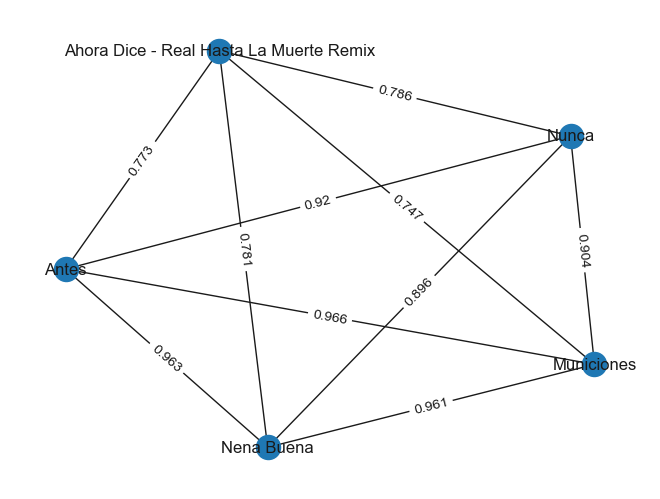 Ahora Dice - Real Hasta La Muerte Remix
0.786
Nunca
0.773
0.92
0.747
0.781
0.904
Antes
0.896
0.966
0.963
Municiones
0.961
Nena Buena